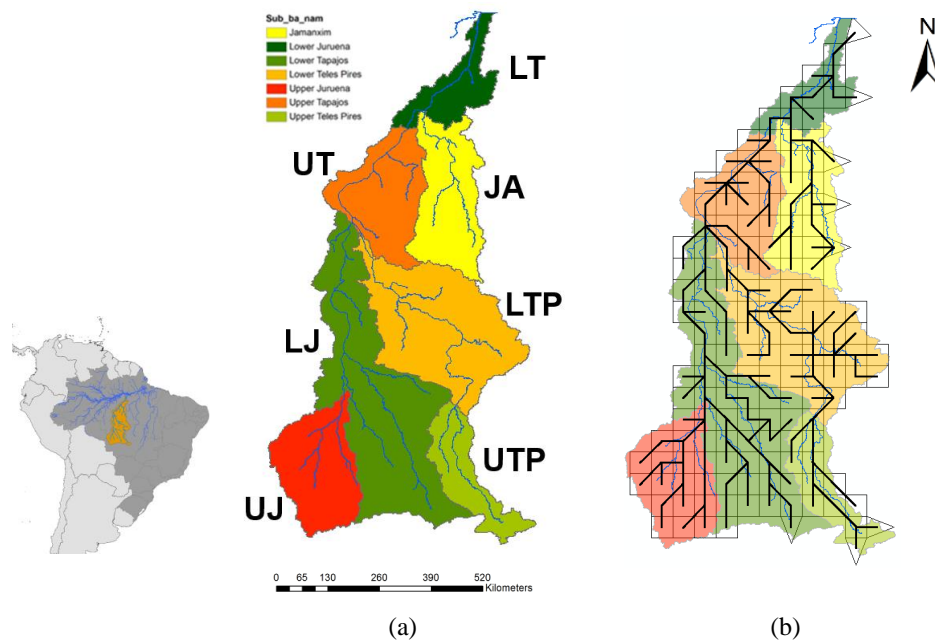 Sub_ba_nam
Jamanxim
Lower Juruena
Lower Tapajos
Lower Teles Pires
Upper Juruena
Upper Tapajos
Upper Teles Pires
LT
N
UT
JA
LTP
LJ
UTP
UJ
0 65 130 260 390 520
Kilometers
(a)
(b)